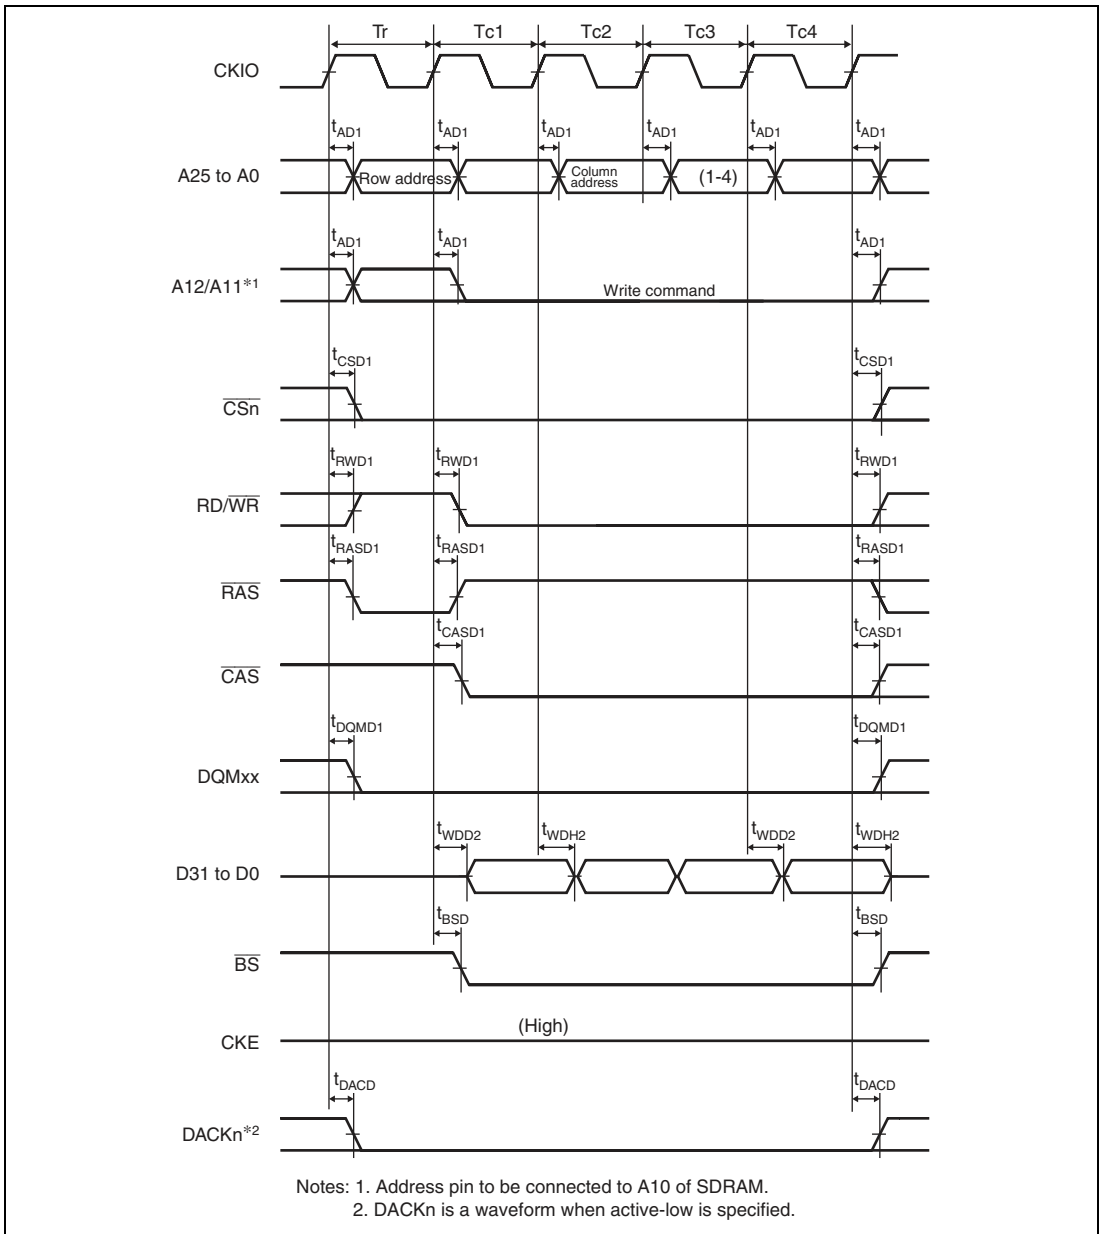 Tr Tc1 Tc2 Tc3 Tc4
CKIO
tAD1 tAD1 tAD1 tAD1 tAD1 tAD1
A25 to A0 Row address Column address (1-4)
tAD1 tAD1 tAD1
A12/A11*1 Write command
tCSD1 tCSD1
CSn
tRWD1 tRWD1 tRWD1
RD/WR
tRASD1 tRASD1 tRASD1
RAS
tCASD1 tCASD1
CAS
tDQMD1 tDQMD1
DQMxx
tWDD2 tWDH2 tWDD2 tWDH2
D31 to D0
tBSD tBSD
BS
(High)
CKE
tDACD tDACD
DACKn*2
Notes: 1. Address pin to be connected to A10 of SDRAM.
2. DACKn is a waveform when active-low is specified.